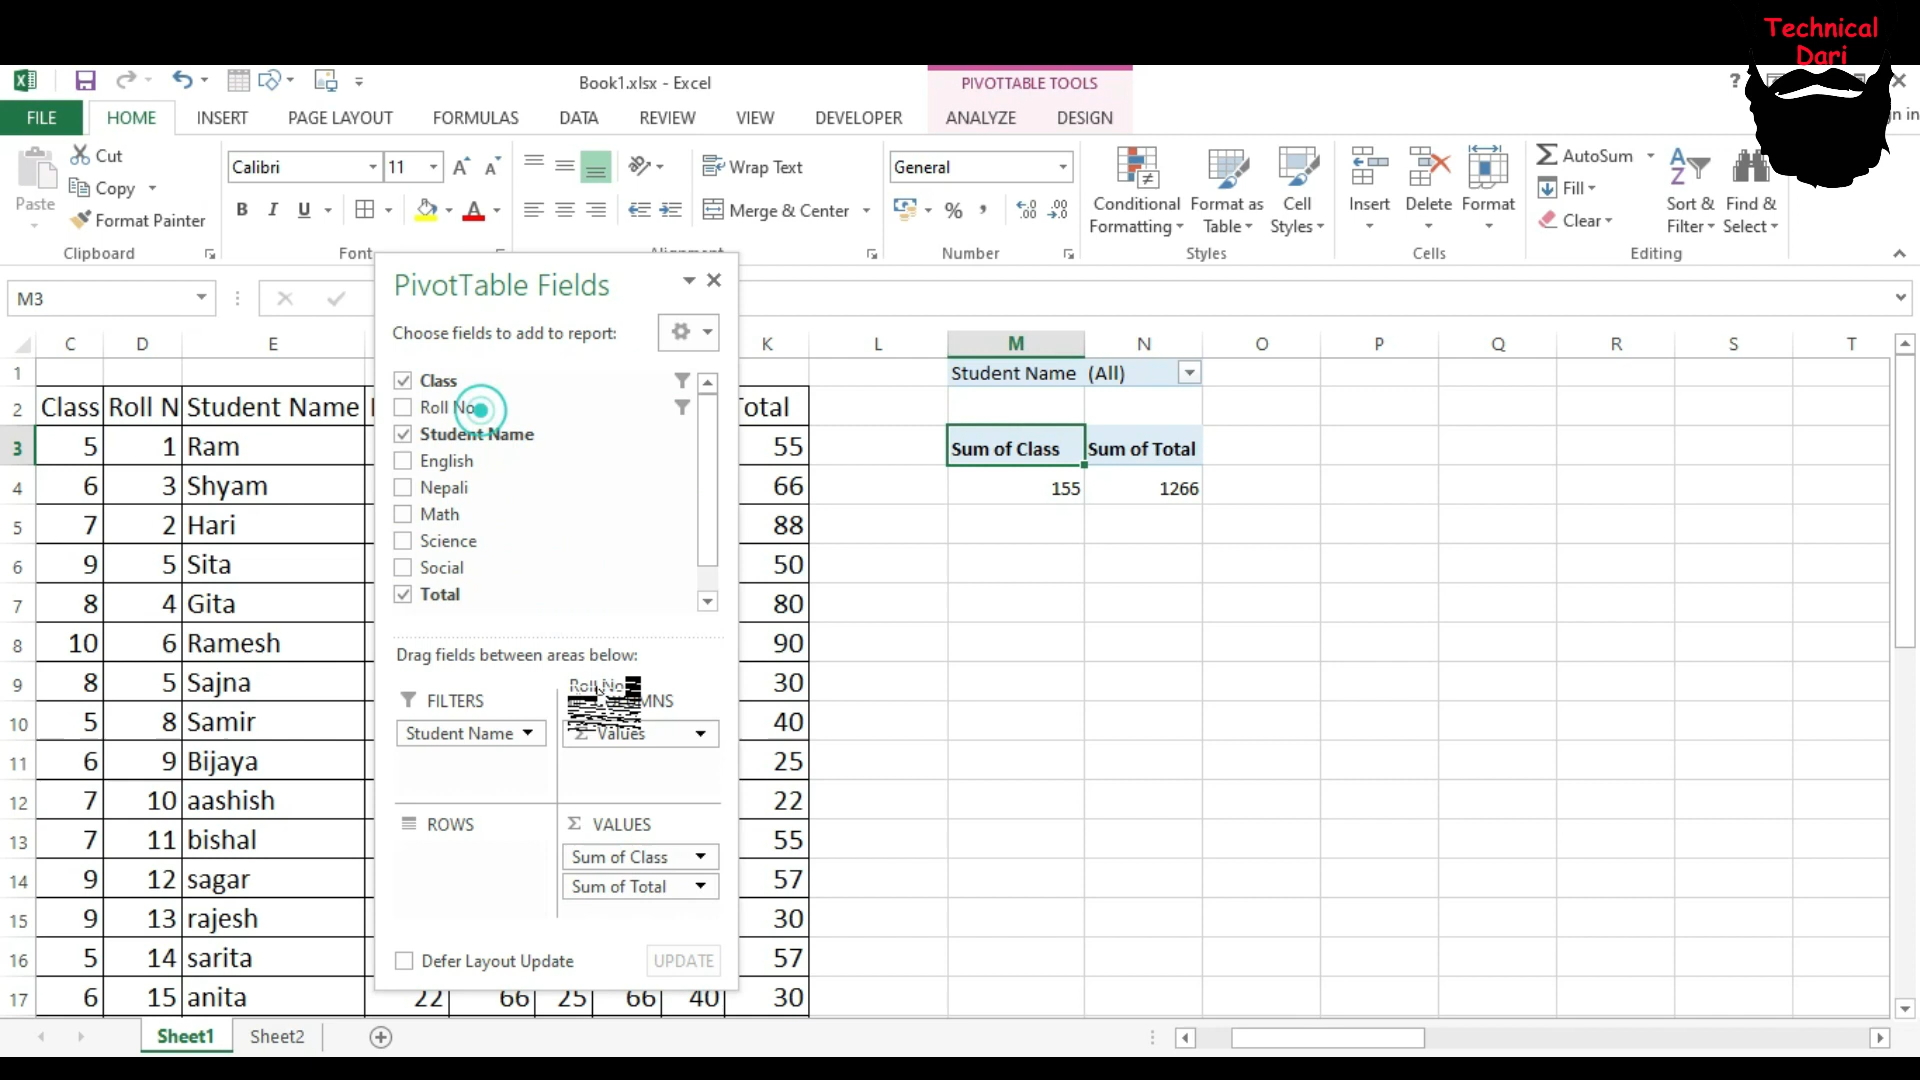 Technical
Dari
Book1.xlsx - Excel
PIVOTTABLE TOOLS
?
FILE
HOME
INSERT
PAGE LAYOUT
FORMULAS
DATA
REVIEW
VIEW
DEVELOPER
ANALYZE
DESIGN
Paste
Cut
Copy
Format Painter
Clipboard
Calibri
11
B I U
Font
Wrap Text
Merge & Center
General
%
Number
Conditional
Formatting
Format as
Table
Cell
Styles
Styles
Insert
Delete
Format
Cells
AutoSum
Fill
Clear
Sort &
Filter
Find &
Select
Editing
M3
C D E K L M N O P Q R S T
1 Student Name (All)
2 Class Roll N Student Name Total
3 5 1 Ram 55 Sum of Class Sum of Total
4 6 3 Shyam 66 155 1266
5 7 2 Hari 88
6 9 5 Sita 50
7 8 4 Gita 80
8 10 6 Ramesh 90
9 8 5 Sajna 30
10 5 8 Samir 40
11 6 9 Bijaya 25
12 7 10 aashish 22
13 7 11 bishal 55
14 9 12 sagar 57
15 9 13 rajesh 30
16 5 14 sarita 57
17 6 15 anita 22 66 25 66 40 30
PivotTable Fields
Choose fields to add to report:
Class
Roll No
Student Name
English
Nepali
Math
Science
Social
Total
Drag fields between areas below:
FILTERS
Student Name
Roll No
Σ Values
ROWS
Σ VALUES
Sum of Class
Sum of Total
Defer Layout Update
UPDATE
Sheet1
Sheet2